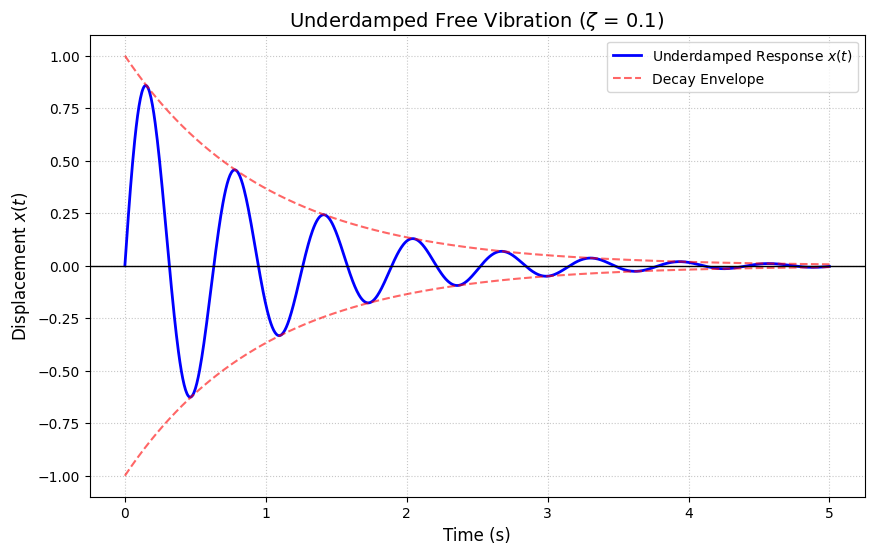 Underdamped Free Vibration (ζ = 0.1)
Underdamped Response x(t)
Decay Envelope
Displacement x(t)
1.00
0.75
0.50
0.25
0.00
−0.25
−0.50
−0.75
−1.00
0 1 2 3 4 5
Time (s)